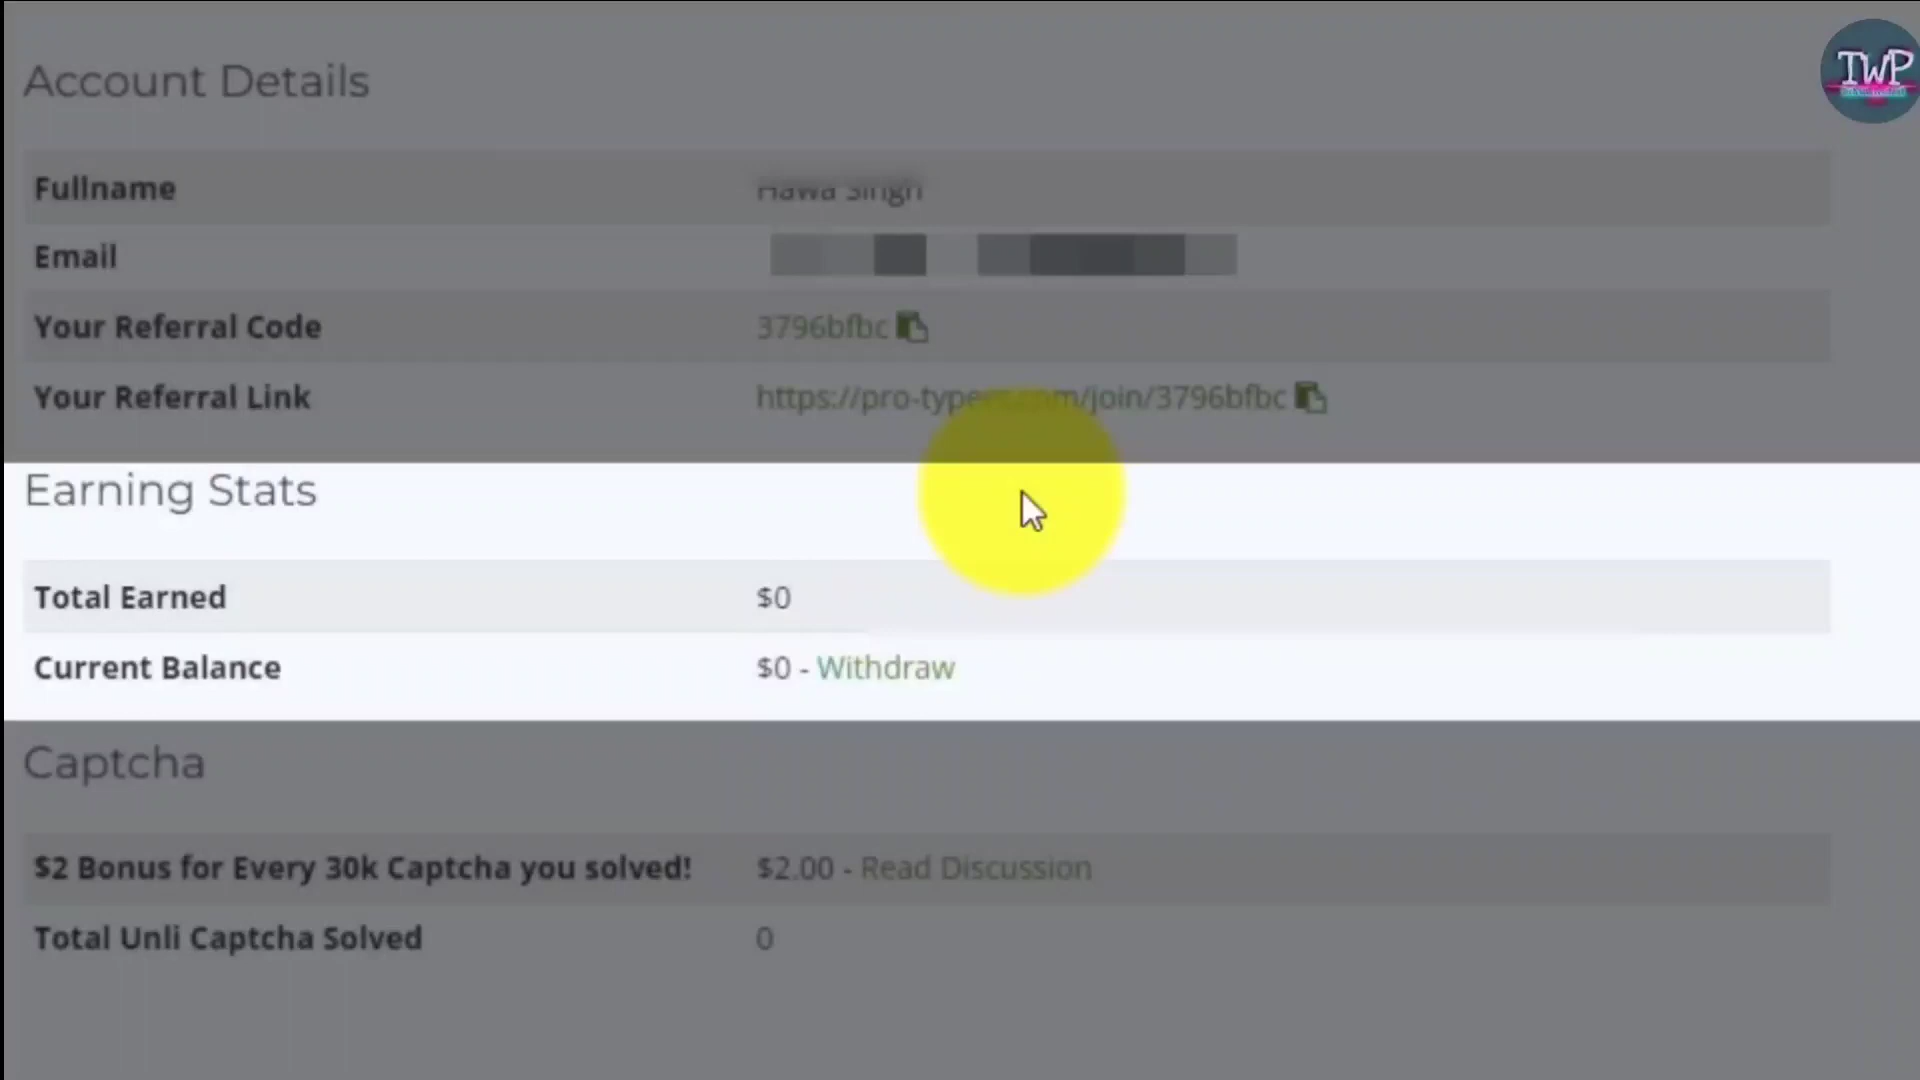 TWP
Account Details
Fullname Hawa Singh
Email
Your Referral Code 3796bfbc
Your Referral Link https://pro-typers.com/join/3796bfbc
Earning Stats
Total Earned $0
Current Balance $0 - Withdraw
Captcha
$2 Bonus for Every 30k Captcha you solved! $2.00 - Read Discussion
Total Unli Captcha Solved 0